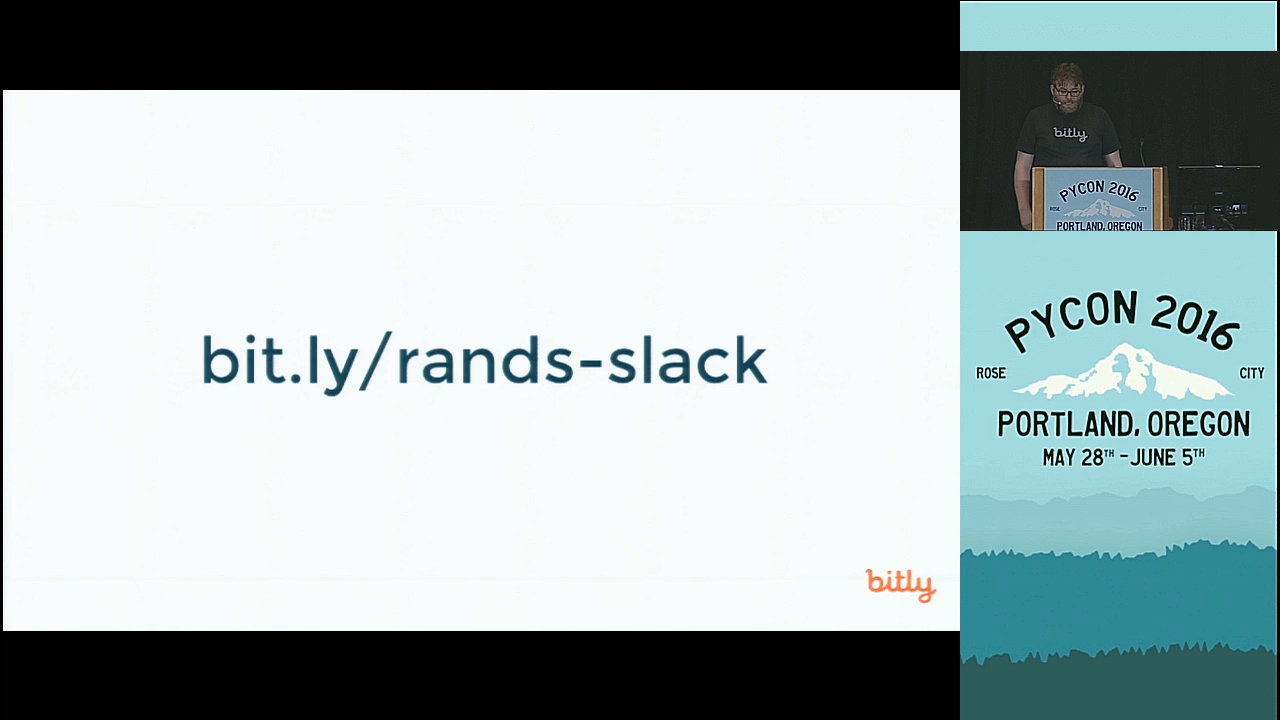 bit.ly/rands-slack
bitly
bitly
PYCON 2016
ROSE CITY
PORTLAND, OREGON
PYCON 2016
ROSE CITY
PORTLAND, OREGON
MAY 28TH - JUNE 5TH